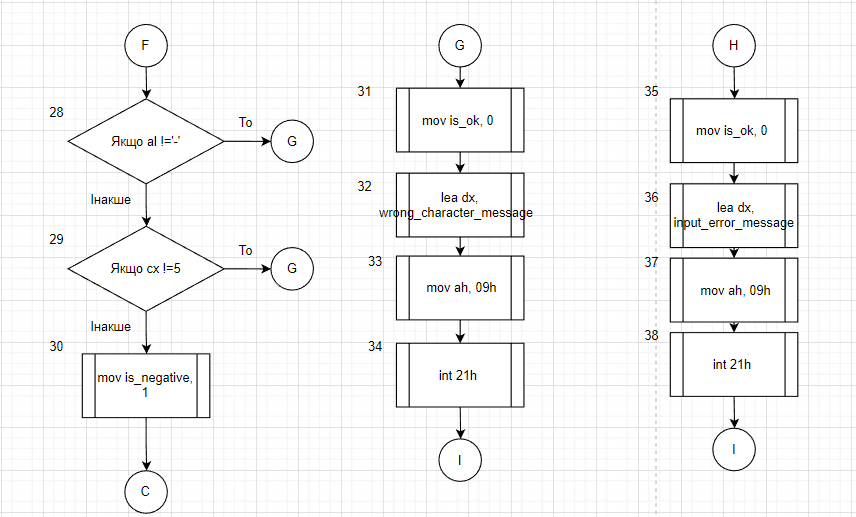 F
28
Якщо al !='-'
То
G
Інакше
29
Якщо cx !=5
То
G
Інакше
30
mov is_negative,
1
C
G
31
mov is_ok, 0
32
lea dx,
wrong_character_message
33
mov ah, 09h
34
int 21h
I
H
35
mov is_ok, 0
36
lea dx,
input_error_message
37
mov ah, 09h
38
int 21h
I